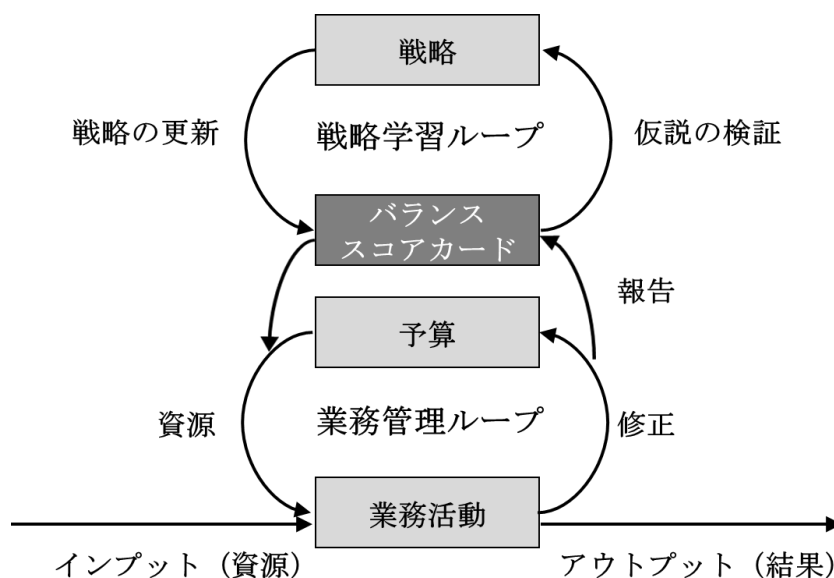 戦略
戦略の更新
戦略学習ループ
仮説の検証
バランス
スコアカード
報告
予算
資源
業務管理ループ
修正
業務活動
インプット（資源）
アウトプット（結果）